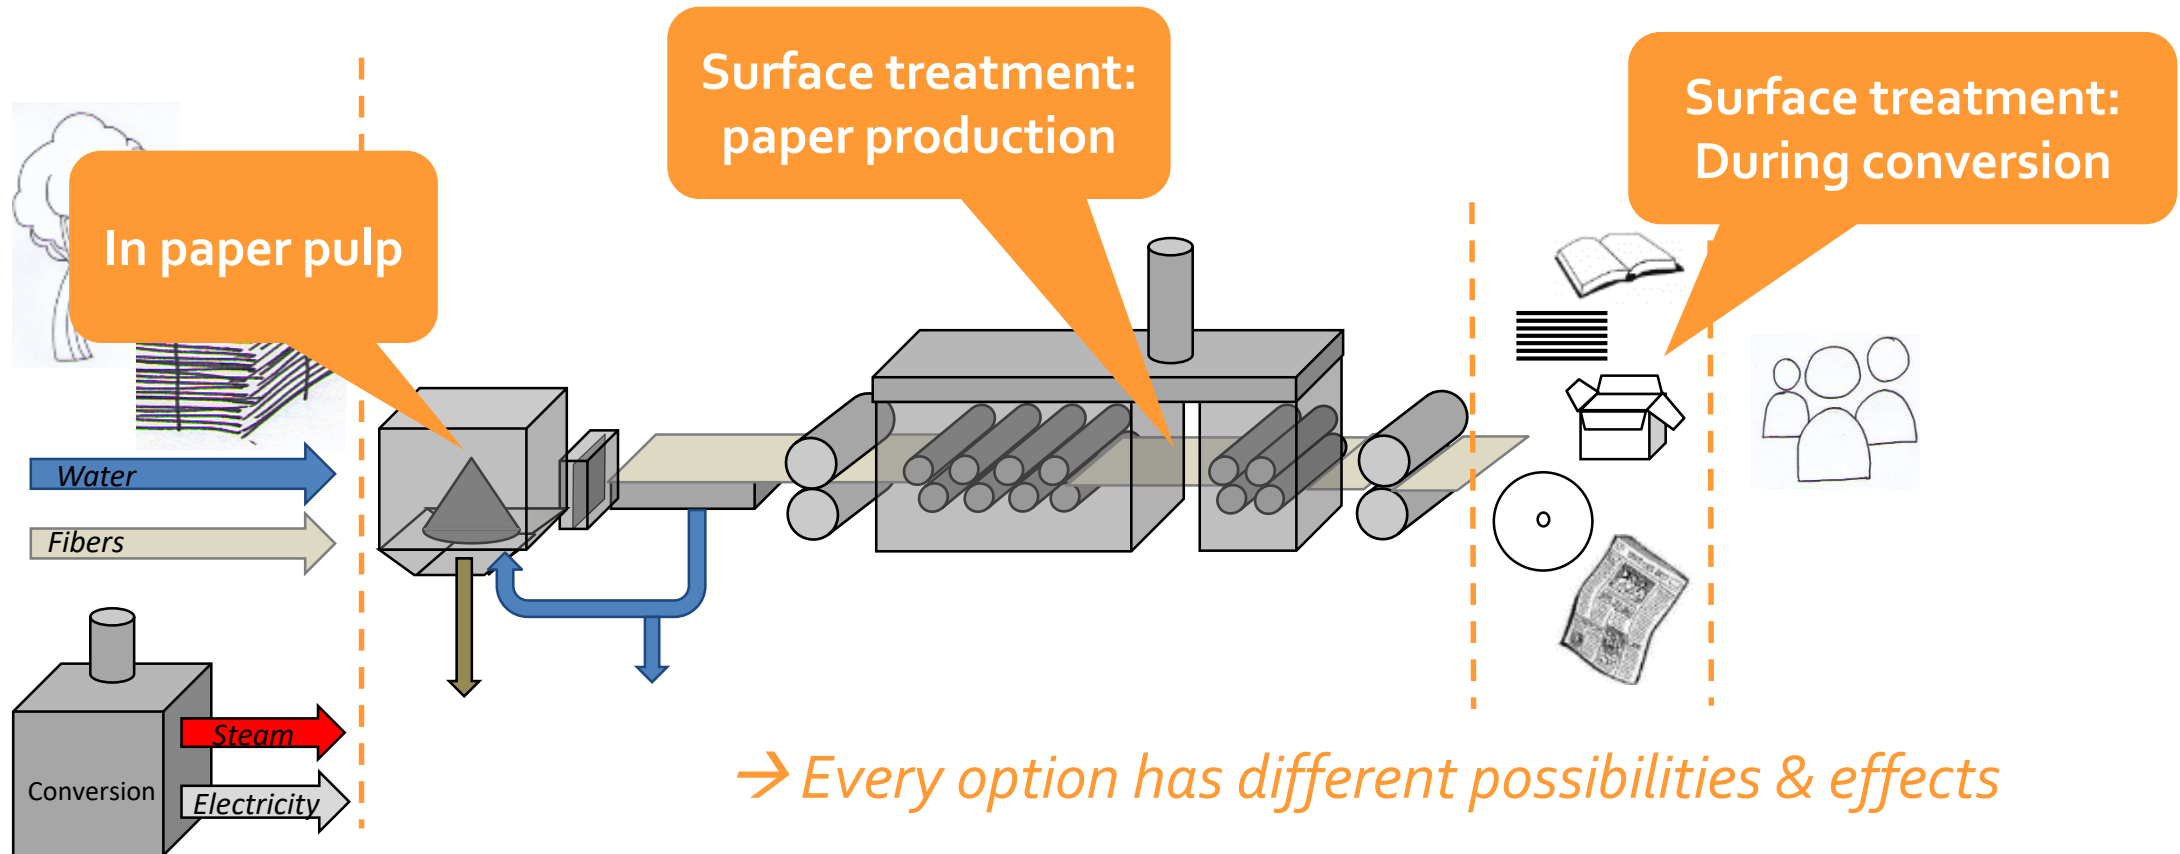 Surface treatment:
paper production
Surface treatment:
During conversion
In paper pulp
Water
Fibers
Steam
Conversion
Electricity
→ Every option has different possibilities & effects